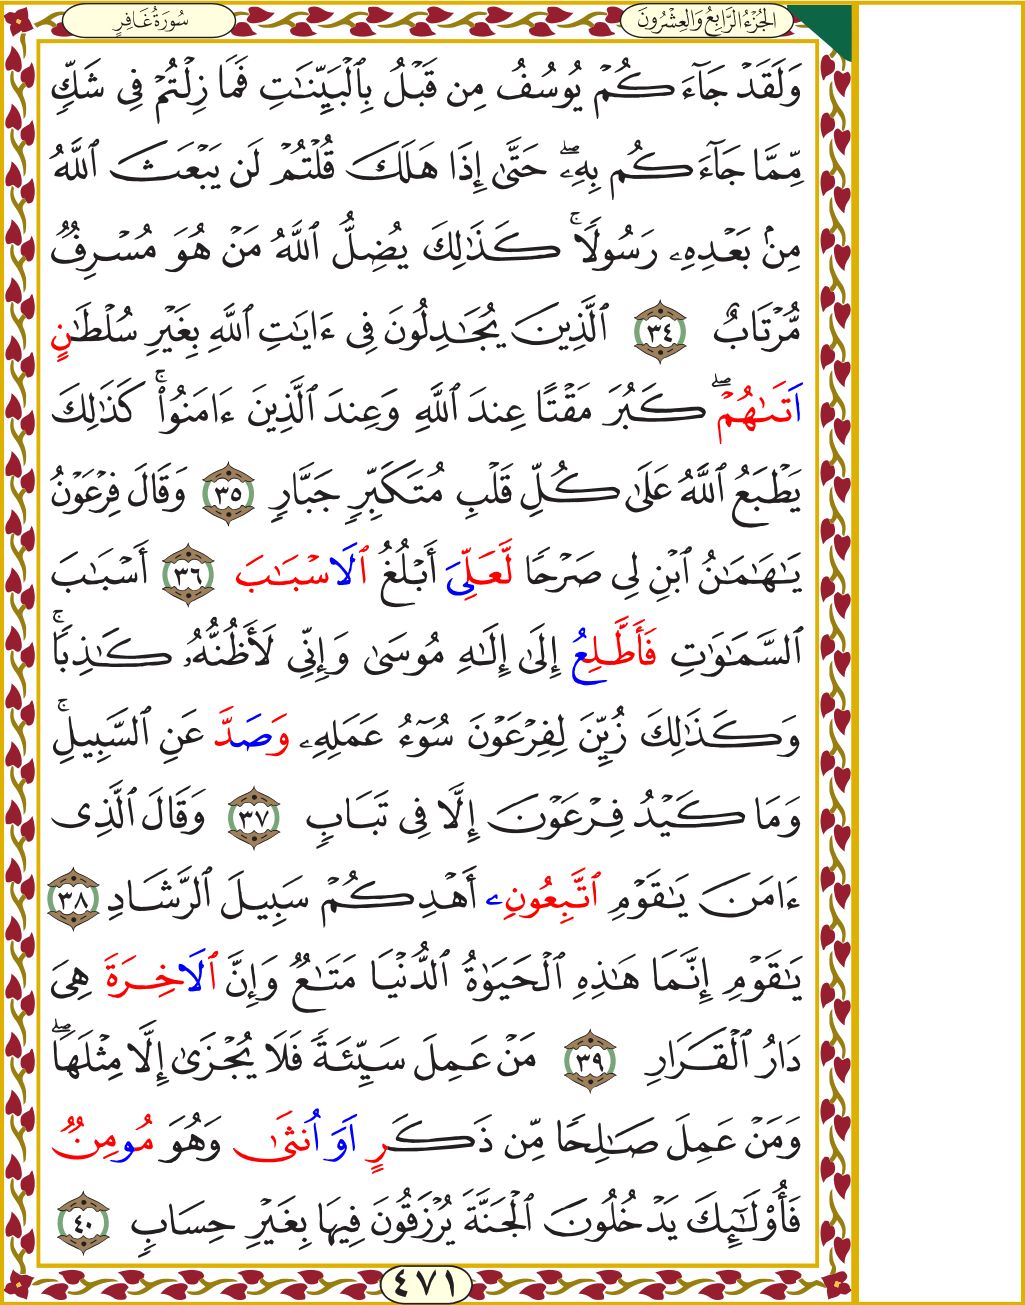 الجُزْءُ الرَّابِعُ وَالعِشْرُونَ
سُورَةُ غَافِرٍ
وَلَقَدْ جَآءَكُمْ يُوسُفُ مِن قَبْلُ بِٱلْبَيِّنَٰتِ فَمَا زِلْتُمْ فِى شَكٍّ
مِّمَّا جَآءَكُم بِهِۦۖ حَتَّىٰٓ إِذَا هَلَكَ قُلْتُمْ لَن يَبْعَثَ ٱللَّهُ
مِنۢ بَعْدِهِۦ رَسُولًاۚ كَذَٰلِكَ يُضِلُّ ٱللَّهُ مَنْ هُوَ مُسْرِفٌ
مُّرْتَابٌ ٣٤ ٱلَّذِينَ يُجَٰدِلُونَ فِىٓ ءَايَٰتِ ٱللَّهِ بِغَيْرِ سُلْطَٰنٍ
اَتَىٰهُمْۖ كَبُرَ مَقْتًا عِندَ ٱللَّهِ وَعِندَ ٱلَّذِينَ ءَامَنُوا۟ۚ كَذَٰلِكَ
يَطْبَعُ ٱللَّهُ عَلَىٰ كُلِّ قَلْبِ مُتَكَبِّرٍ جَبَّارٍ ٣٥ وَقَالَ فِرْعَوْنُ
يَٰهَٰمَٰنُ ٱبْنِ لِى صَرْحًا لَّعَلِّىَ أَبْلُغُ ٱلَاسْبَٰبَ ٣٦ أَسْبَٰبَ
ٱلسَّمَٰوَٰتِ فَأَطَّلِعُ إِلَىٰٓ إِلَٰهِ مُوسَىٰ وَإِنِّى لَأَظُنُّهُۥ كَٰذِبًاۚ
وَكَذَٰلِكَ زُيِّنَ لِفِرْعَوْنَ سُوٓءُ عَمَلِهِۦ وَصَدَّ عَنِ ٱلسَّبِيلِۚ
وَمَا كَيْدُ فِرْعَوْنَ إِلَّا فِى تَبَابٍ ٣٧ وَقَالَ ٱلَّذِىٓ
ءَامَنَ يَٰقَوْمِ ٱتَّبِعُونِۦ أَهْدِكُمْ سَبِيلَ ٱلرَّشَادِ ٣٨
يَٰقَوْمِ إِنَّمَا هَٰذِهِ ٱلْحَيَوٰةُ ٱلدُّنْيَا مَتَٰعٌ وَإِنَّ ٱلَاخِرَةَ هِىَ
دَارُ ٱلْقَرَارِ ٣٩ مَنْ عَمِلَ سَيِّئَةً فَلَا يُجْزَىٰٓ إِلَّا مِثْلَهَاۖ
وَمَنْ عَمِلَ صَٰلِحًا مِّن ذَكَرٍ اَوُ اُنثَىٰ وَهُوَ مُومِنٌ
فَأُو۟لَٰٓئِكَ يَدْخُلُونَ ٱلْجَنَّةَ يُرْزَقُونَ فِيهَا بِغَيْرِ حِسَابٍ ٤٠
٤٧١